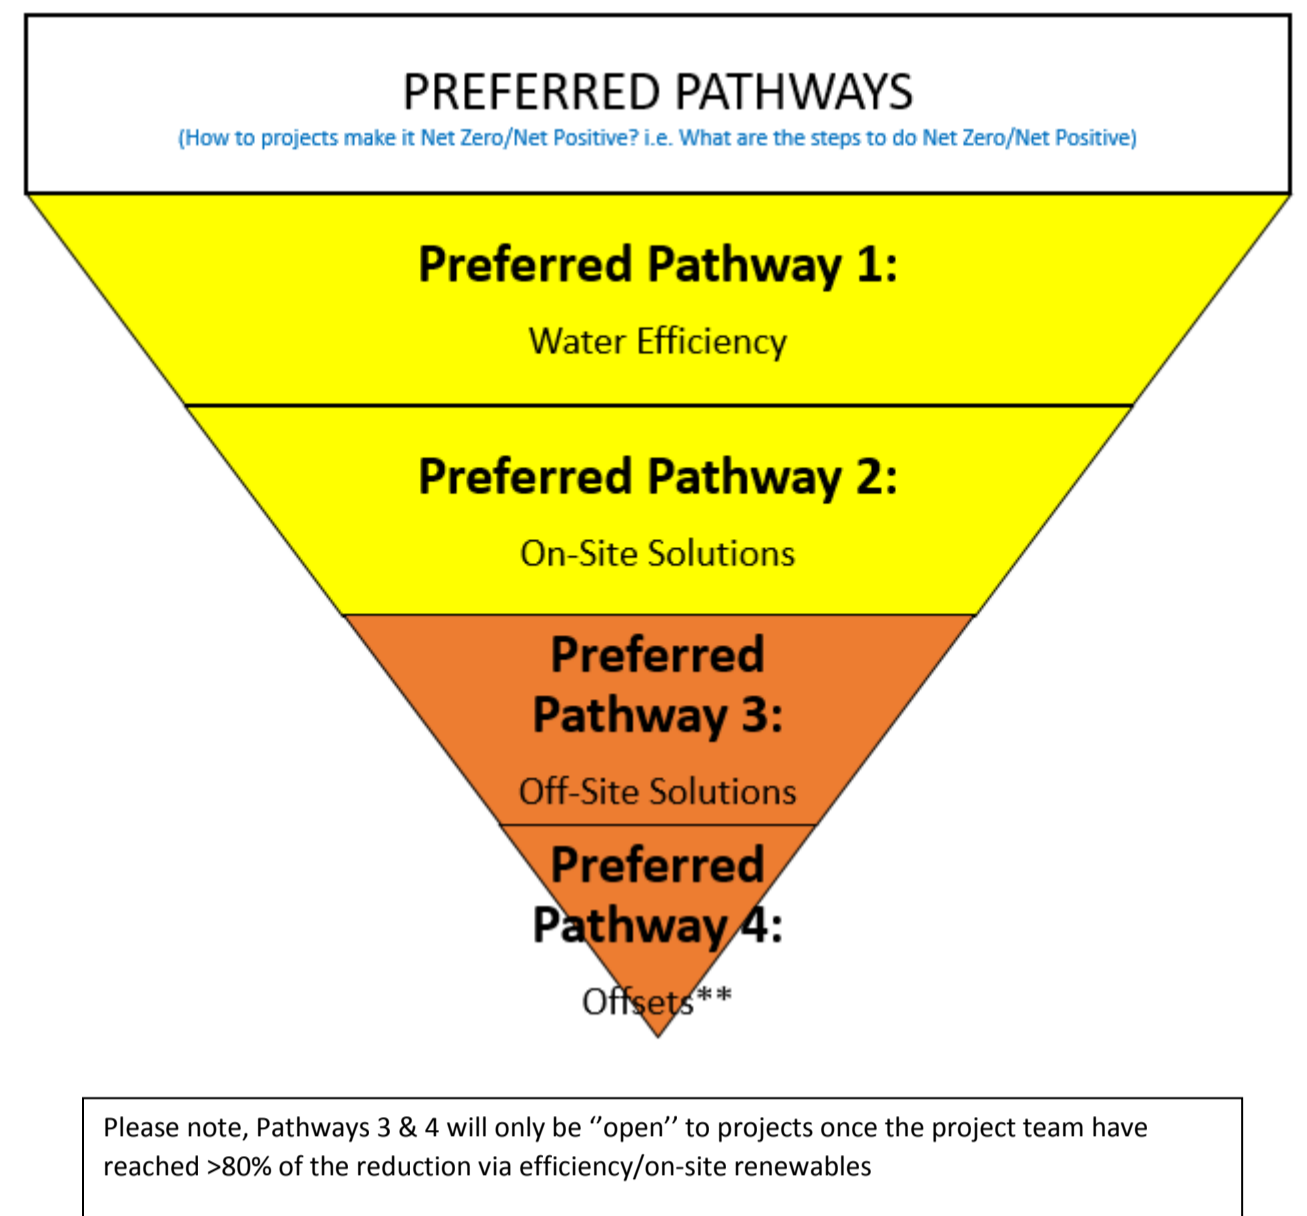 PREFERRED PATHWAYS
(How to projects make it Net Zero/Net Positive? i.e. What are the steps to do Net Zero/Net Positive)
Preferred Pathway 1:
Water Efficiency
Preferred Pathway 2:
On-Site Solutions
Preferred
Pathway 3:
Off-Site Solutions
Preferred
Pathway 4:
Offsets**
Please note, Pathways 3 & 4 will only be ‘’open’’ to projects once the project team have
reached >80% of the reduction via efficiency/on-site renewables